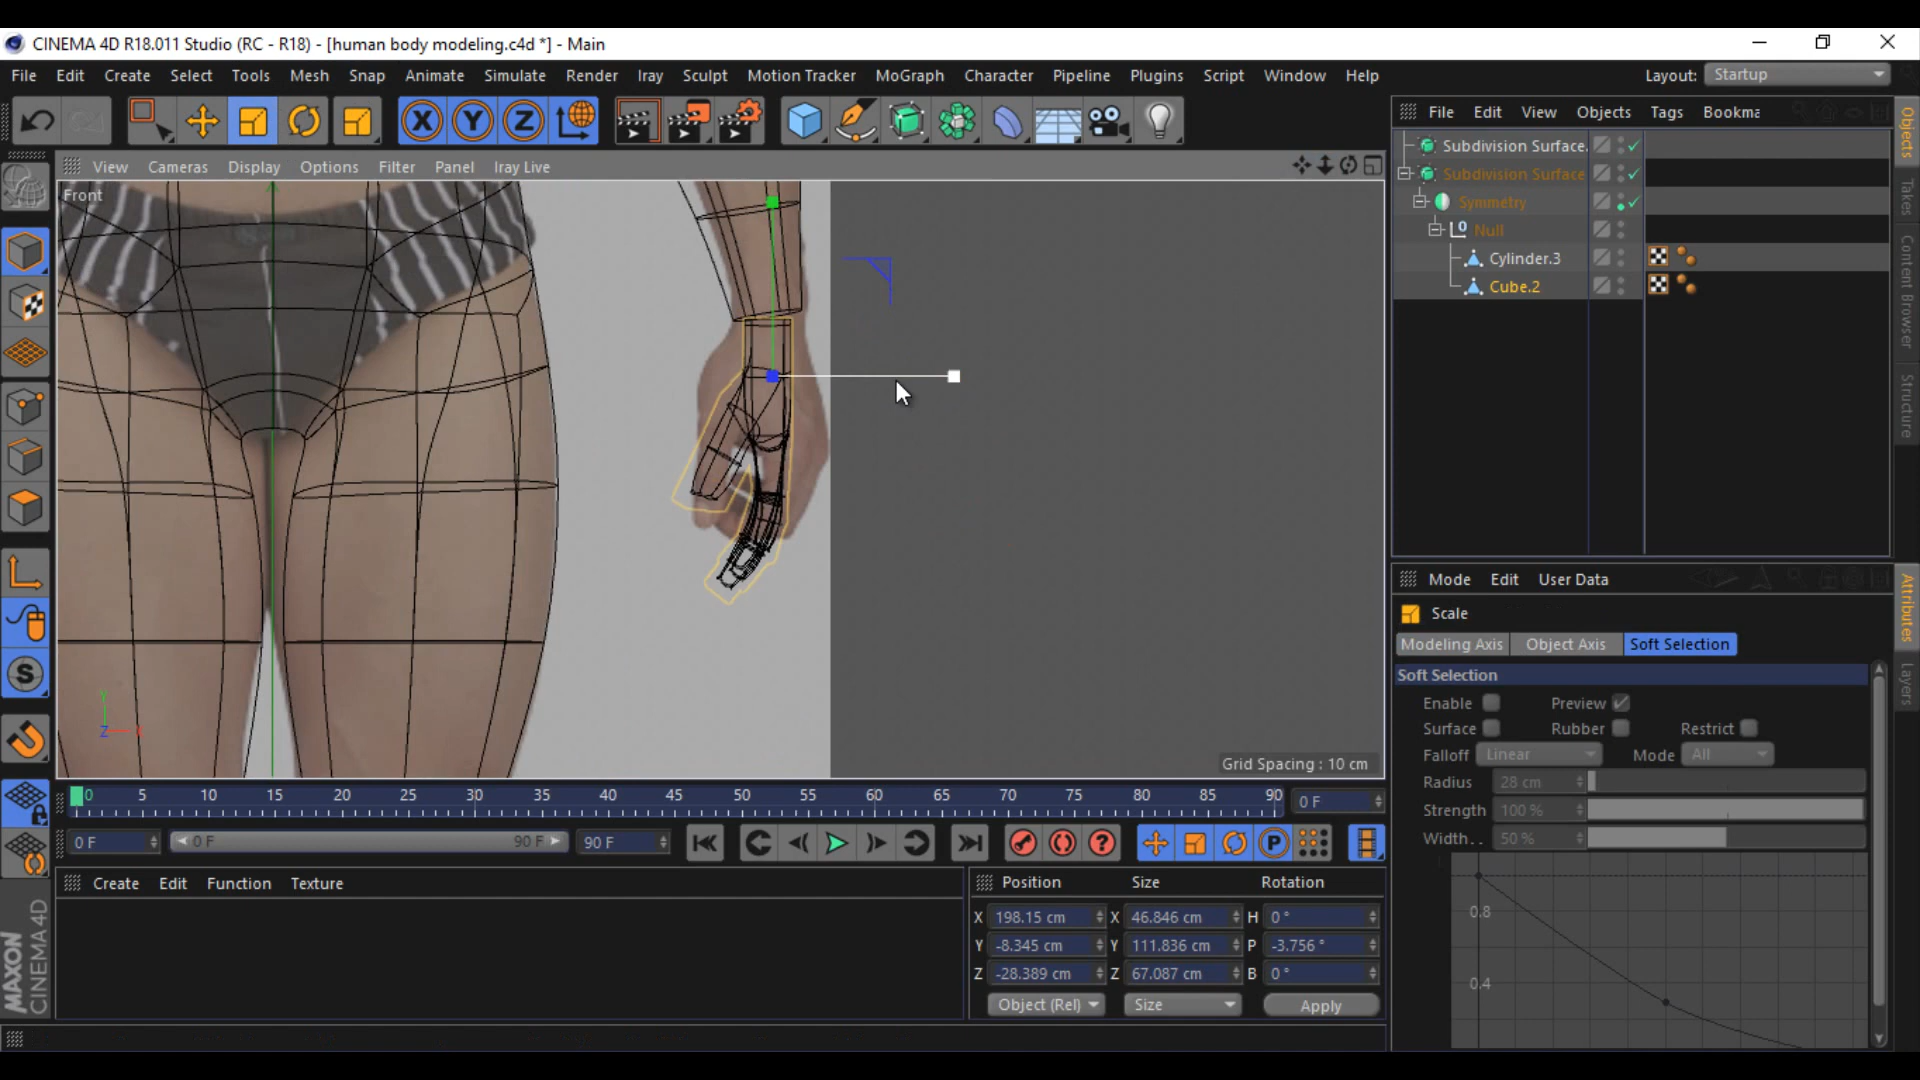 CINEMA 4D R18.011 Studio (RC - R18) - [human body modeling.c4d *] - Main
File Edit Create Select Tools Mesh Snap Animate Simulate Render Iray Sculpt Motion Tracker MoGraph Character Pipeline Plugins Script Window Help Layout: Startup
X Y Z
File Edit View Objects Tags Bookma
View Cameras Display Options Filter Panel Iray Live
Front
Subdivision Surface.
Subdivision Surface
Symmetry
0 Null
Cylinder.3
Cube.2
Objects
Takes
Content Browser
Structure
Mode Edit User Data
Scale
Modeling Axis Object Axis Soft Selection
Soft Selection
Enable Preview
Surface Rubber Restrict
Falloff Linear Mode All
Radius 28 cm
Strength 100 %
Width . . 50 %
0.8
0.4
Attributes
Layers
S
Y
Z
Grid Spacing : 10 cm
0 5 10 15 20 25 30 35 40 45 50 55 60 65 70 75 80 85 90 0 F
0 F 0 F 90 F 90 F ? P
Create Edit Function Texture
Position Size Rotation
X 198.15 cm X 46.846 cm H 0 °
Y -8.345 cm Y 111.836 cm P -3.756 °
Z -28.389 cm Z 67.087 cm B 0 °
Object (Rel) Size Apply
MAXON
CINEMA 4D